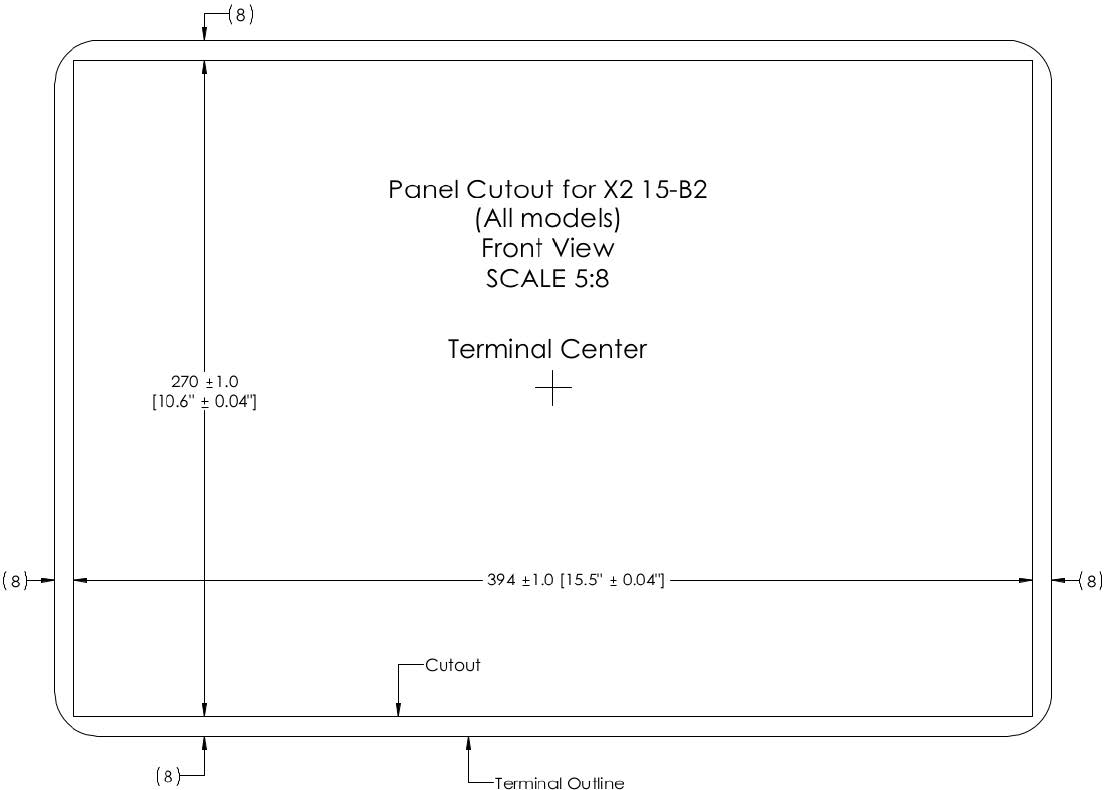 (8)
Panel Cutout for X2 15-B2
(All models)
Front View
SCALE 5:8
Terminal Center
270 ±1.0
[10.6" ± 0.04"]
(8)
394 ±1.0 [15.5" ± 0.04"]
(8)
Cutout
(8)
Terminal Outline